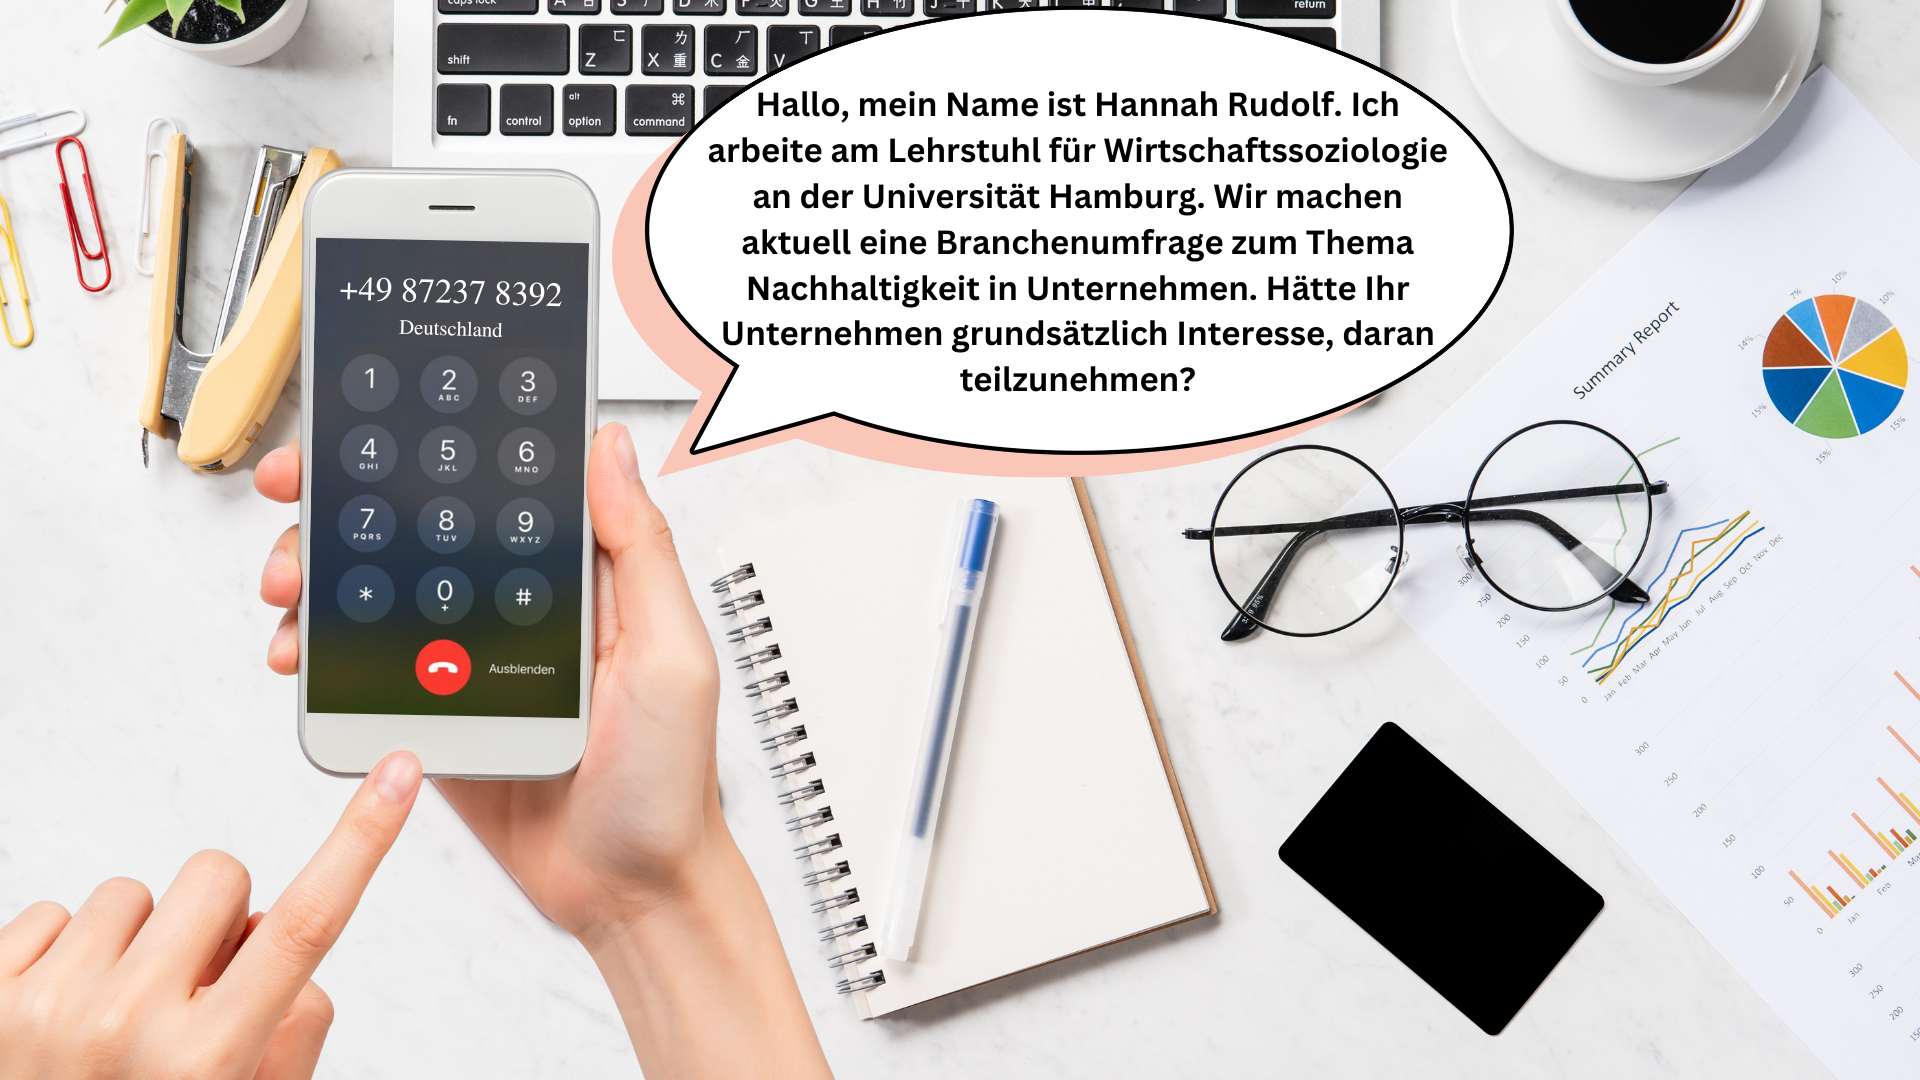 caps lock
A
S
D
F
G
H
J
K
return
shift
Z ㄈ
X 重 ㄌ
C 金 ㄏ
V ㄒ
fn
control
alt
option
⌘
command
Hallo, mein Name ist Hannah Rudolf. Ich
arbeite am Lehrstuhl für Wirtschaftssoziologie
an der Universität Hamburg. Wir machen
aktuell eine Branchenumfrage zum Thema
Nachhaltigkeit in Unternehmen. Hätte Ihr
Unternehmen grundsätzlich Interesse, daran
teilzunehmen?
+49 87237 8392
Deutschland
1
2
ABC
3
DEF
4
GHI
5
JKL
6
MNO
7
PQRS
8
TUV
9
WXYZ
*
0
+
#
Ausblenden
Summary Report
7%
10%
10%
14%
15%
15%
15%
300
250
200
150
100
50
0
Jan Feb Mar Apr May Jun Jul Aug Sep Oct Nov Dec
300
250
200
150
100
50
0
Jan
Feb
300
250
200